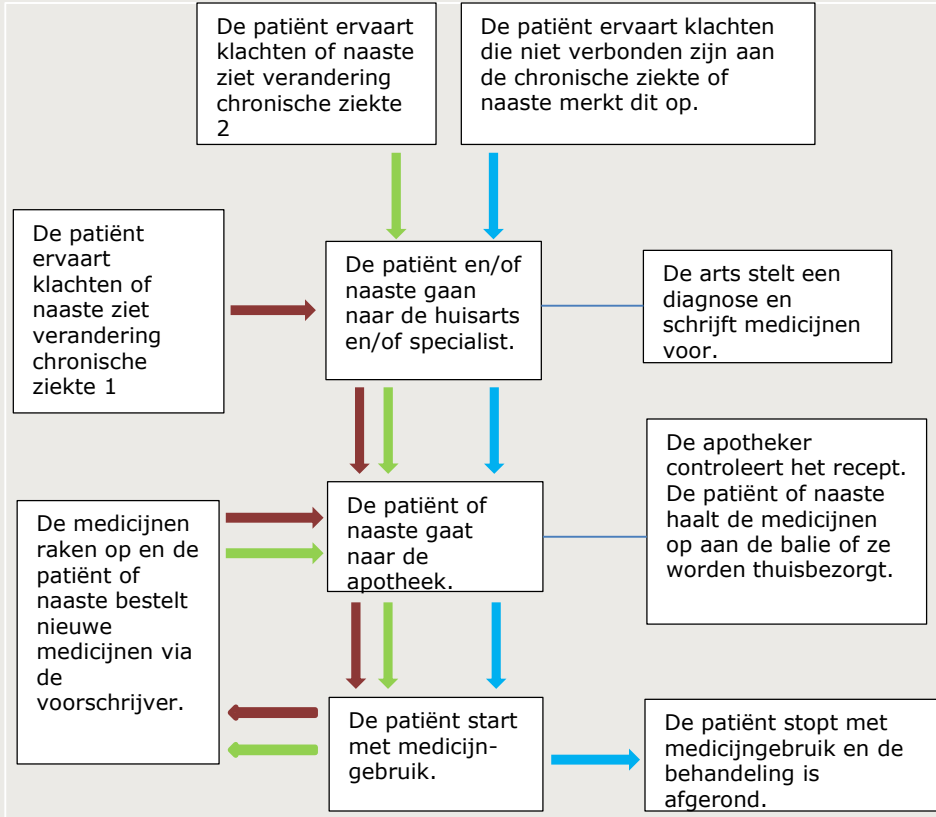 De patiënt ervaart
klachten of naaste
ziet verandering
chronische ziekte
2
De patiënt ervaart klachten
die niet verbonden zijn aan
de chronische ziekte of
naaste merkt dit op.
De patiënt
ervaart
klachten of
naaste ziet
verandering
chronische
ziekte 1
De patiënt en/of
naaste gaan
naar de huisarts
en/of specialist.
De arts stelt een
diagnose en
schrijft medicijnen
voor.
De medicijnen
raken op en de
patiënt of
naaste bestelt
nieuwe
medicijnen via
de
voorschrijver.
De patiënt of
naaste gaat
naar de
apotheek.
De apotheker
controleert het recept.
De patiënt of naaste
haalt de medicijnen
op aan de balie of ze
worden thuisbezorgt.
De patiënt start
met medicijn-
gebruik.
De patiënt stopt met
medicijngebruik en de
behandeling is
afgerond.